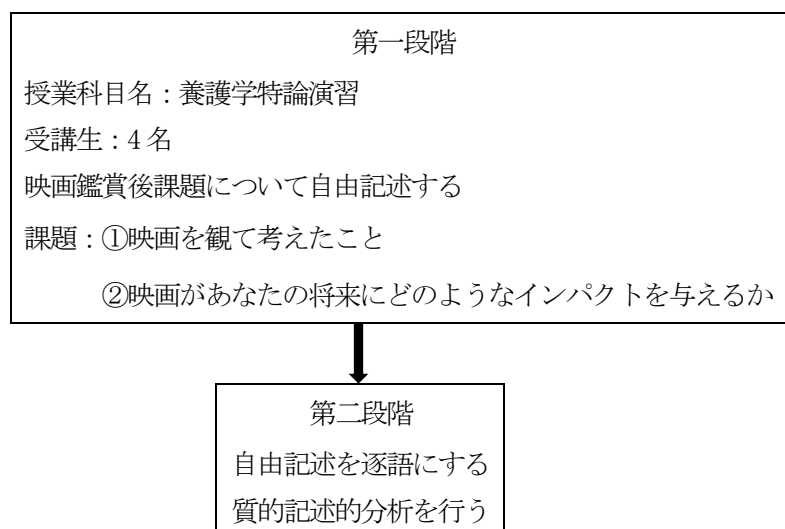 第一段階
授業科目名：養護学特論演習
受講生：4名
映画鑑賞後課題について自由記述する
課題：①映画を観て考えたこと
②映画があなたの将来にどのようなインパクトを与えるか
第二段階
自由記述を逐語にする
質的記述的分析を行う